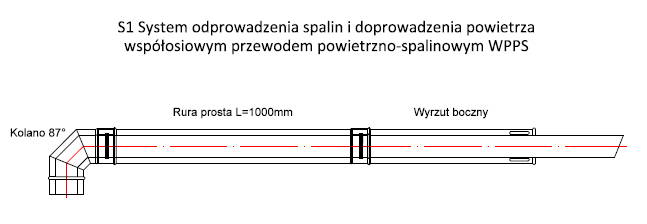 S1 System odprowadzenia spalin i doprowadzenia powietrza
współosiowym przewodem powietrzno-spalinowym WPPS
Rura prosta L=1000mm
Wyrzut boczny
Kolano 87°